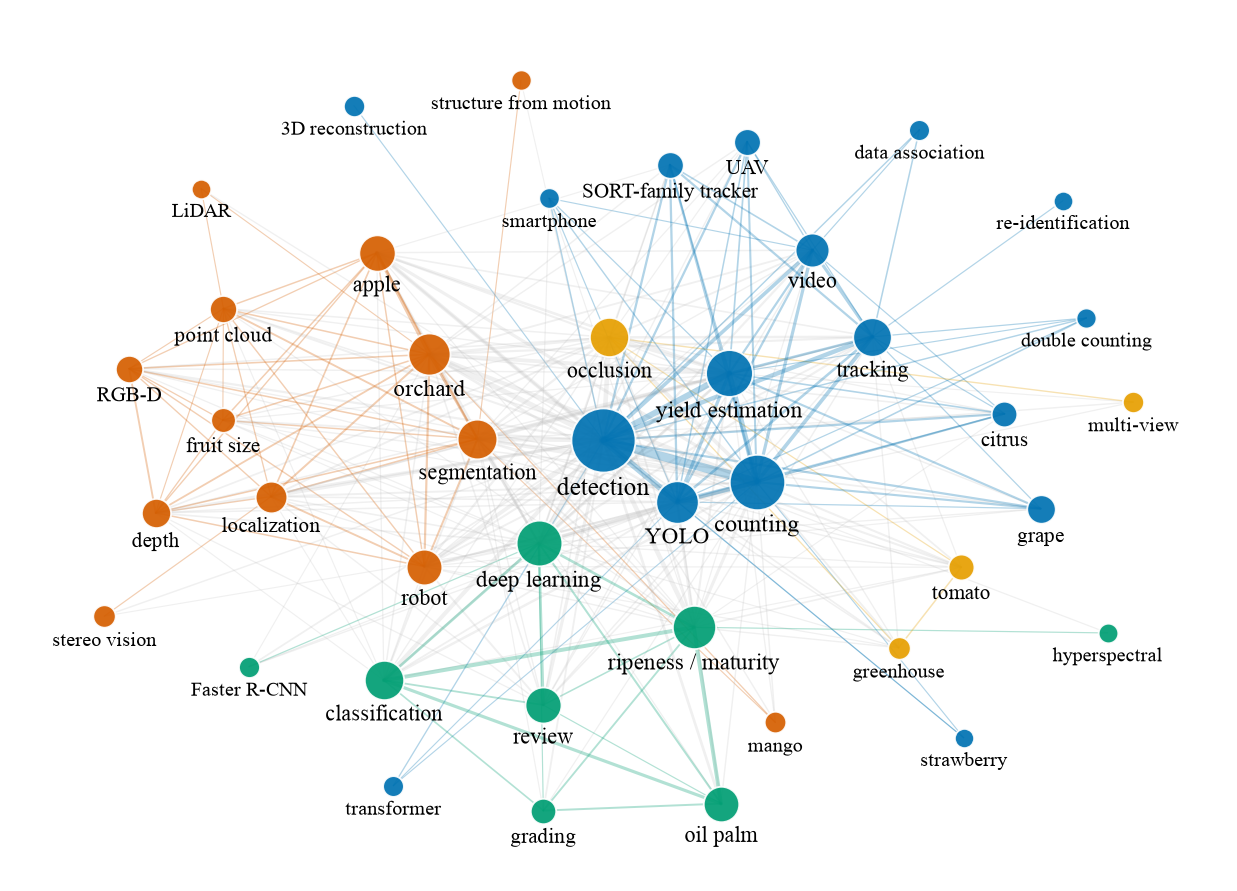 structure from motion
3D reconstruction
data association
UAV
SORT-family tracker
LiDAR
smartphone
re-identification
video
apple
point cloud
double counting
occlusion
tracking
orchard
RGB-D
yield estimation
multi-view
fruit size
citrus
segmentation
detection
localization
counting
YOLO
grape
depth
deep learning
tomato
robot
stereo vision
hyperspectral
ripeness / maturity
greenhouse
Faster R-CNN
classification
review
mango
strawberry
transformer
grading
oil palm